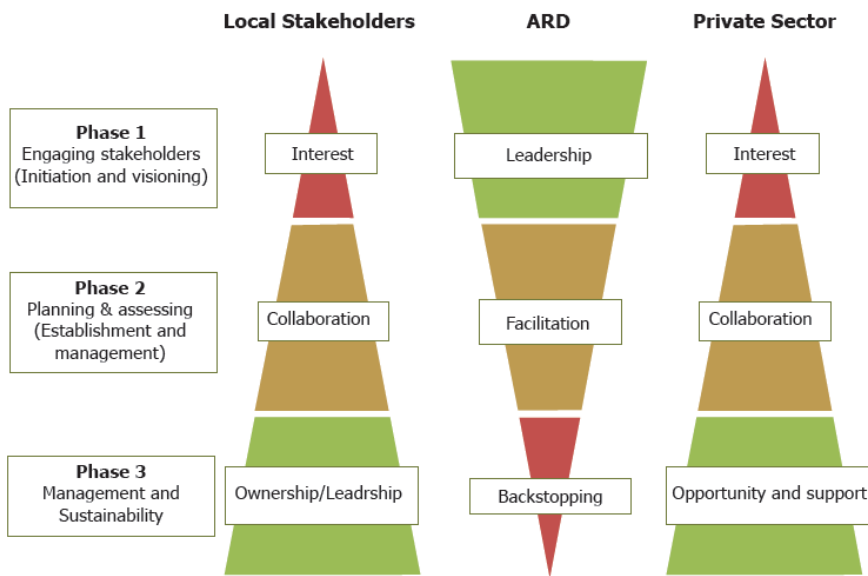 Local Stakeholders
ARD
Private Sector
Phase 1
Engaging stakeholders
(Initiation and visioning)
Interest
Leadership
Interest
Phase 2
Planning & assessing
(Establishment and
management)
Collaboration
Facilitation
Collaboration
Phase 3
Management and
Sustainability
Ownership/Leadrship
Backstopping
Opportunity and support